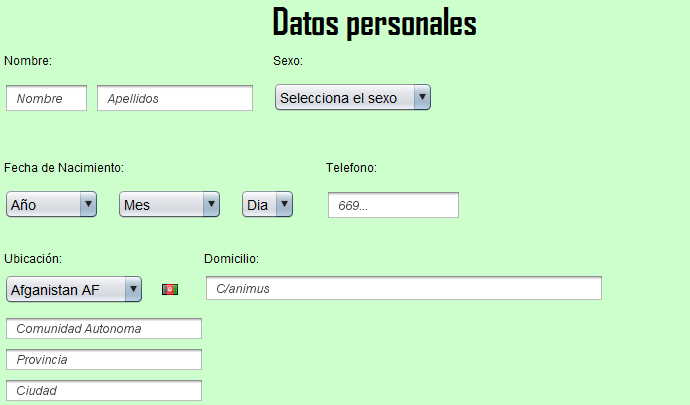 Datos personales
Nombre: Sexo:
Nombre Apellidos Selecciona el sexo
Fecha de Nacimiento: Telefono:
Año Mes Dia 669...
Ubicación: Domicilio:
Afganistan AF C/animus
Comunidad Autonoma
Provincia
Ciudad